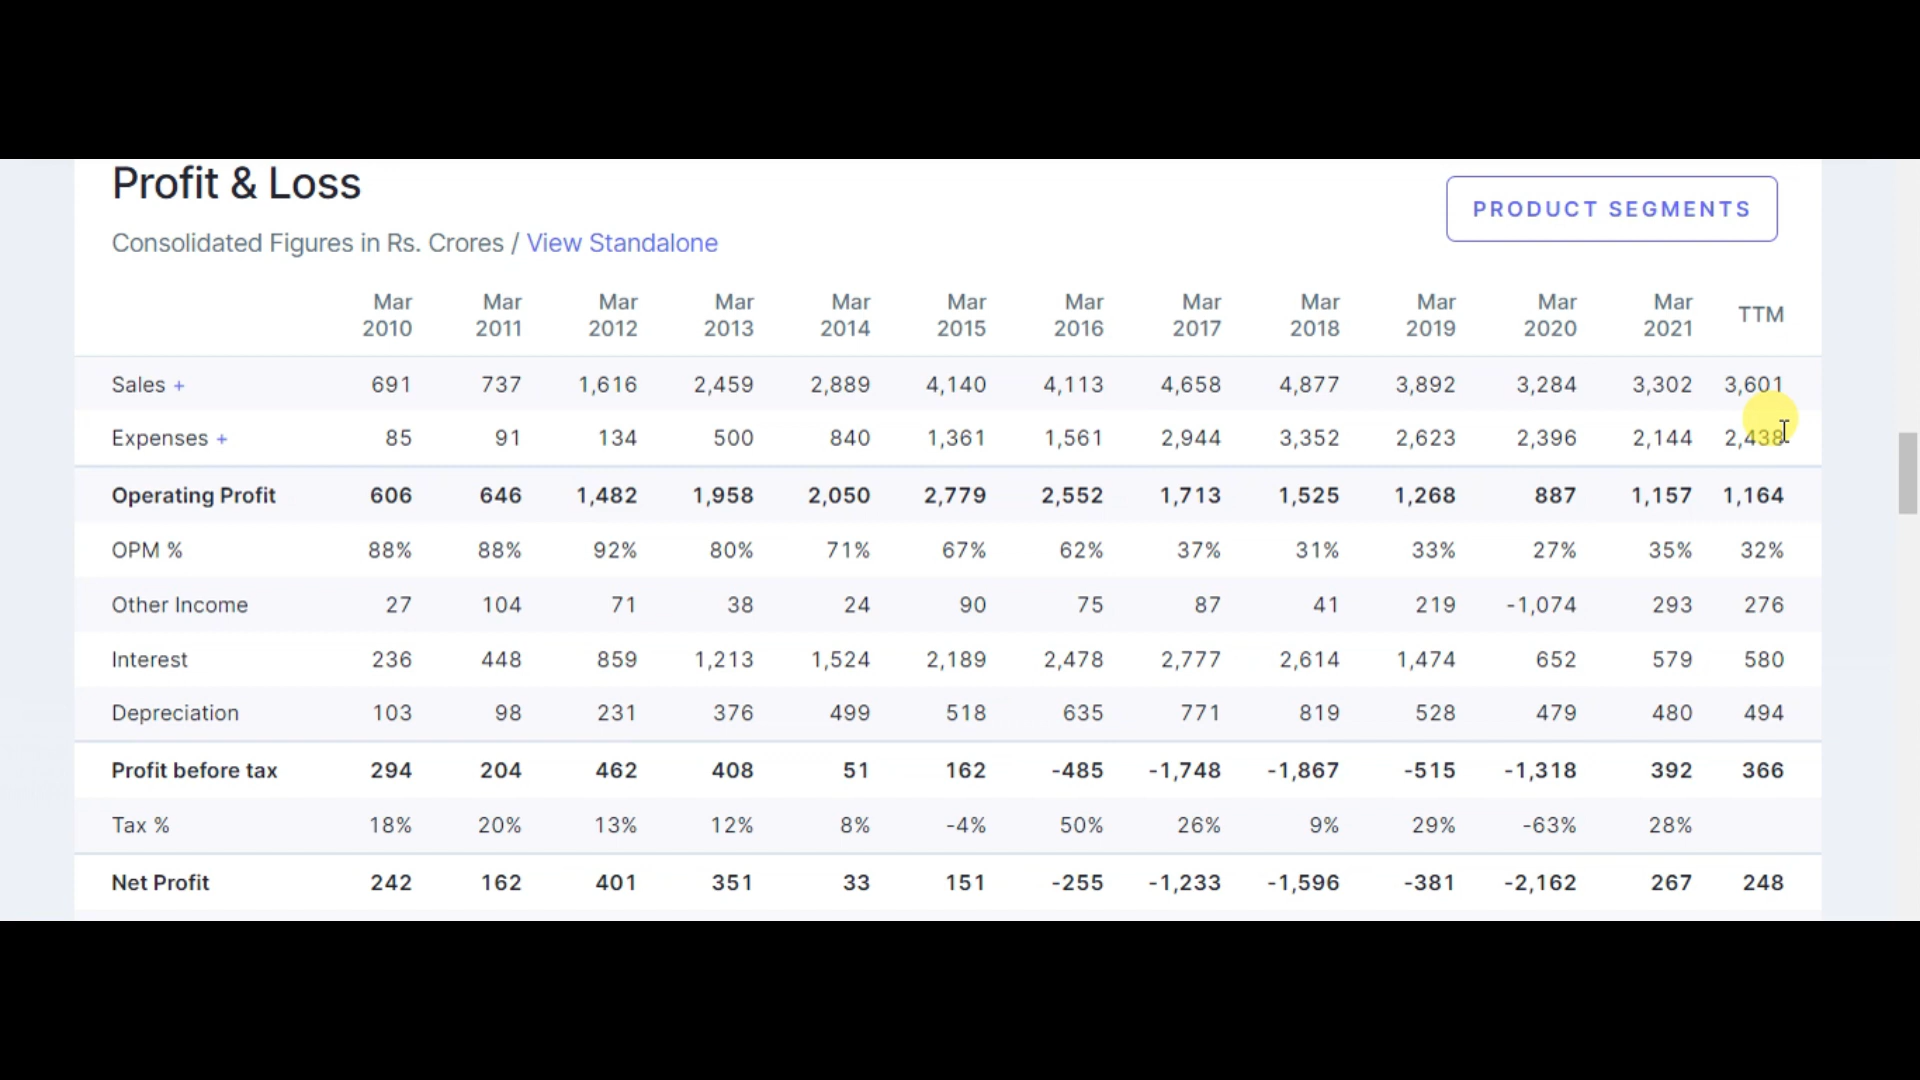 Profit & Loss
PRODUCT SEGMENTS
Consolidated Figures in Rs. Crores / View Standalone
Mar 2010 Mar 2011 Mar 2012 Mar 2013 Mar 2014 Mar 2015 Mar 2016 Mar 2017 Mar 2018 Mar 2019 Mar 2020 Mar 2021 TTM
Sales + 691 737 1,616 2,459 2,889 4,140 4,113 4,658 4,877 3,892 3,284 3,302 3,601
Expenses + 85 91 134 500 840 1,361 1,561 2,944 3,352 2,623 2,396 2,144 2,438
Operating Profit 606 646 1,482 1,958 2,050 2,779 2,552 1,713 1,525 1,268 887 1,157 1,164
OPM % 88% 88% 92% 80% 71% 67% 62% 37% 31% 33% 27% 35% 32%
Other Income 27 104 71 38 24 90 75 87 41 219 -1,074 293 276
Interest 236 448 859 1,213 1,524 2,189 2,478 2,777 2,614 1,474 652 579 580
Depreciation 103 98 231 376 499 518 635 771 819 528 479 480 494
Profit before tax 294 204 462 408 51 162 -485 -1,748 -1,867 -515 -1,318 392 366
Tax % 18% 20% 13% 12% 8% -4% 50% 26% 9% 29% -63% 28%
Net Profit 242 162 401 351 33 151 -255 -1,233 -1,596 -381 -2,162 267 248